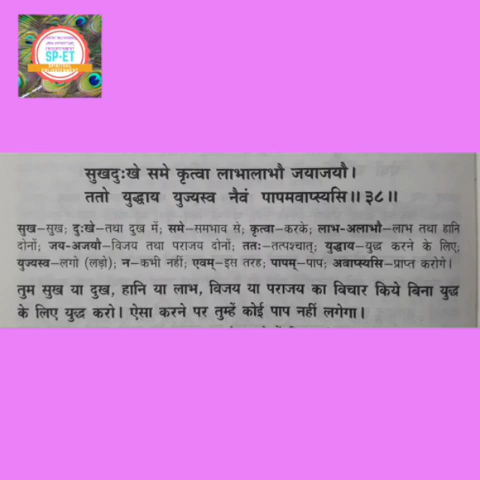 SP-ET
सुखदुःखे समे कृत्वा लाभालाभौ जयाजयौ।
ततो युद्धाय युज्यस्व नैवं पापमवाप्स्यसि॥ ३८॥
सुख–सुख; दुःखे–तथा दुख में; समे–समभाव से; कृत्वा–करके; लाभ-अलाभौ–लाभ तथा हानि
दोनों; जय-अजयौ–विजय तथा पराजय दोनों; ततः–तत्पश्चात्; युद्धाय–युद्ध करने के लिए;
युज्यस्व–लगो (लड़ो); न–कभी नहीं; एवम्–इस तरह; पापम्–पाप; अवाप्स्यसि–प्राप्त करोगे।
तुम सुख या दुख, हानि या लाभ, विजय या पराजय का विचार किये बिना युद्ध
के लिए युद्ध करो। ऐसा करने पर तुम्हें कोई पाप नहीं लगेगा।